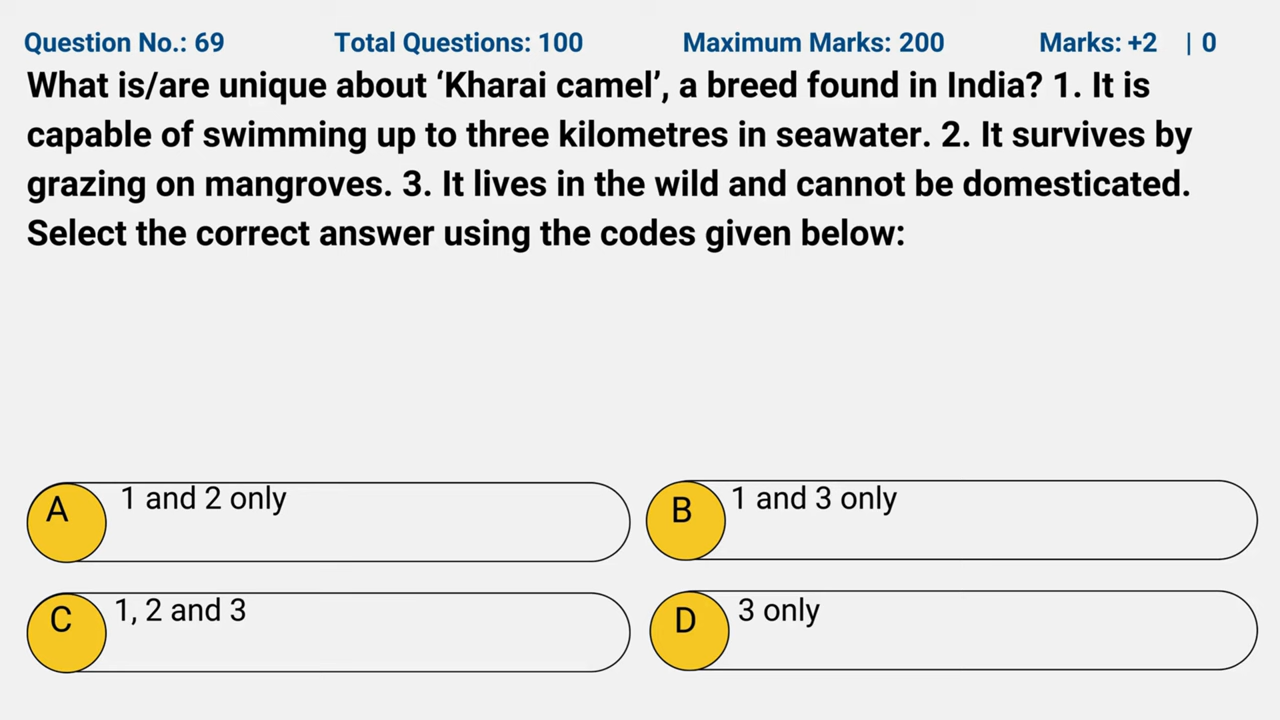 Question No.: 69 Total Questions: 100 Maximum Marks: 200 Marks: +2 | 0
What is/are unique about ‘Kharai camel’, a breed found in India? 1. It is
capable of swimming up to three kilometres in seawater. 2. It survives by
grazing on mangroves. 3. It lives in the wild and cannot be domesticated.
Select the correct answer using the codes given below:
A 1 and 2 only
B 1 and 3 only
C 1, 2 and 3
D 3 only